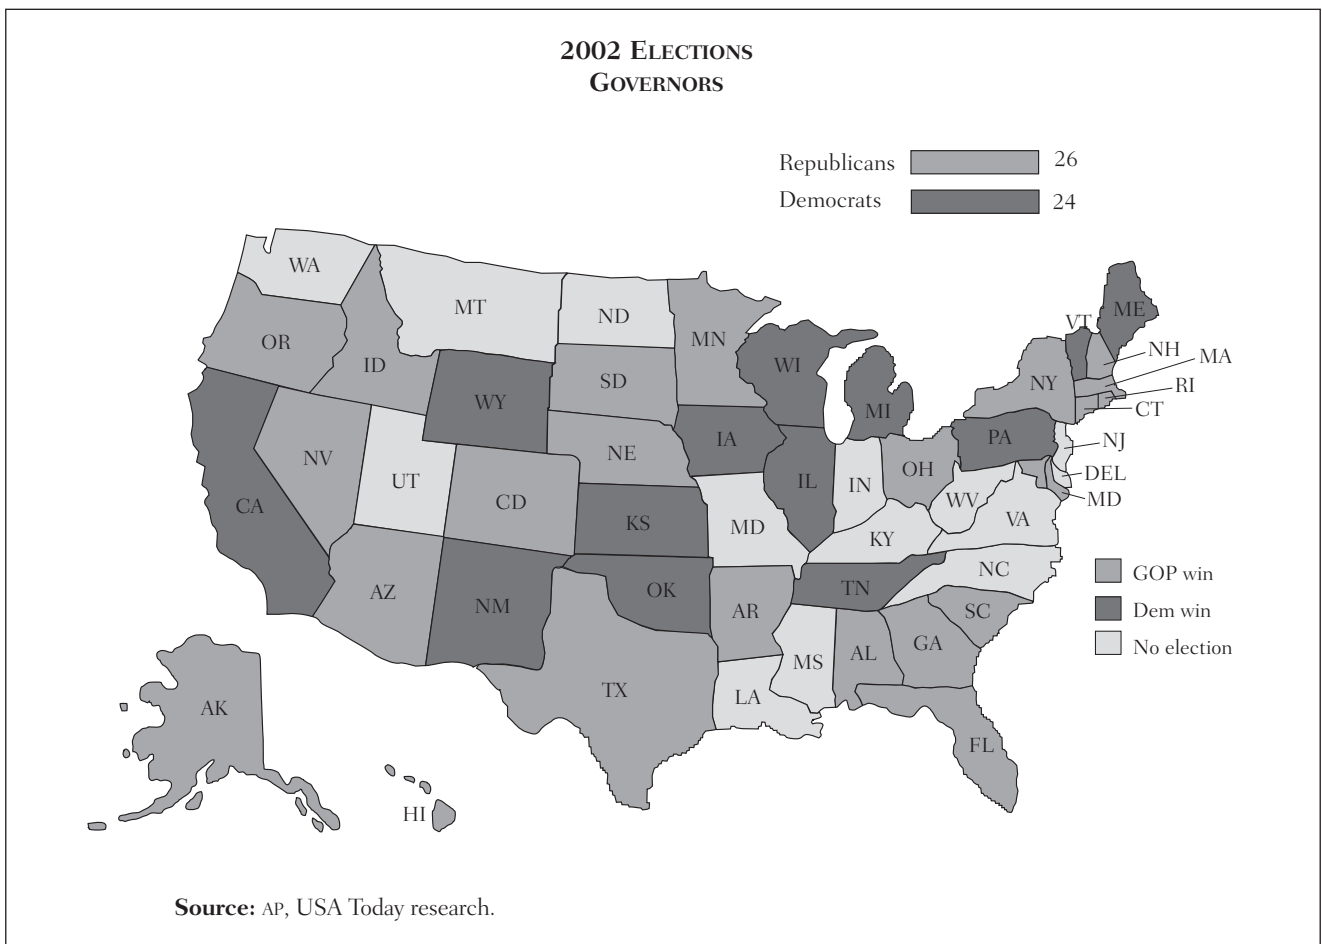 2002 ELECTIONS
GOVERNORS
Republicans 26
Democrats 24
WA
MT
ND
MN
OR
ID
SD
WI
MI
WY
NV
UT
CD
NE
IA
IL
IN
OH
PA
NY
VT
ME
NH
MA
RI
CT
NJ
DEL
MD
CA
KS
MD
KY
WV
VA
AZ
NM
OK
AR
TN
NC
SC
TX
LA
MS
AL
GA
FL
AK
HI
GOP win
Dem win
No election
Source: AP, USA Today research.